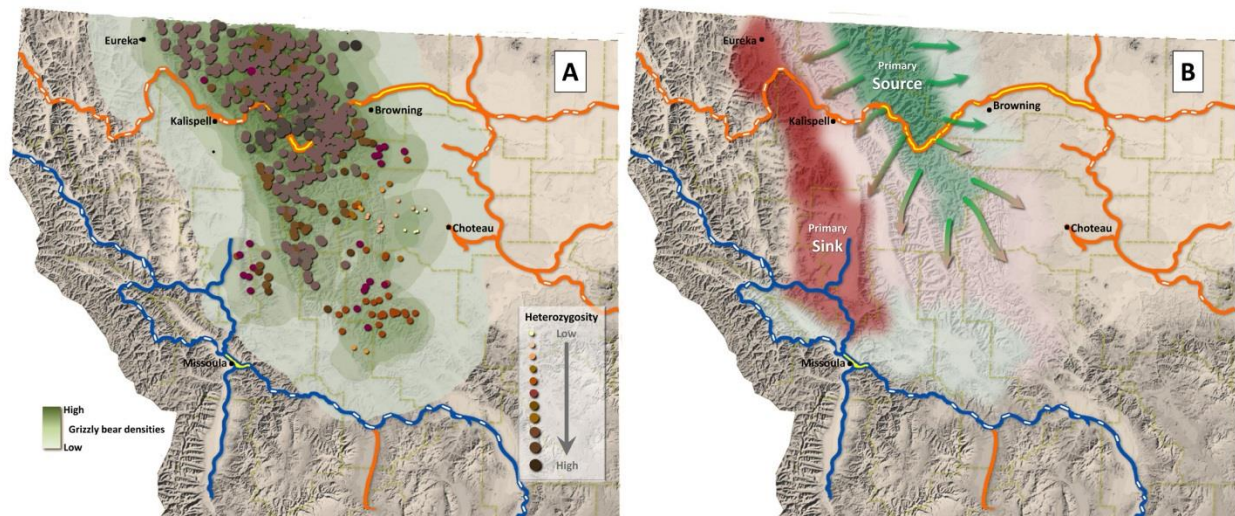 Eureka
A
Browning
Kalispell
Choteau
Heterozygosity
Low
High
Missoula
High
Grizzly bear densities
Low
Eureka
B
Primary
Source
Browning
Kalispell
Choteau
Primary
Sink
Missoula